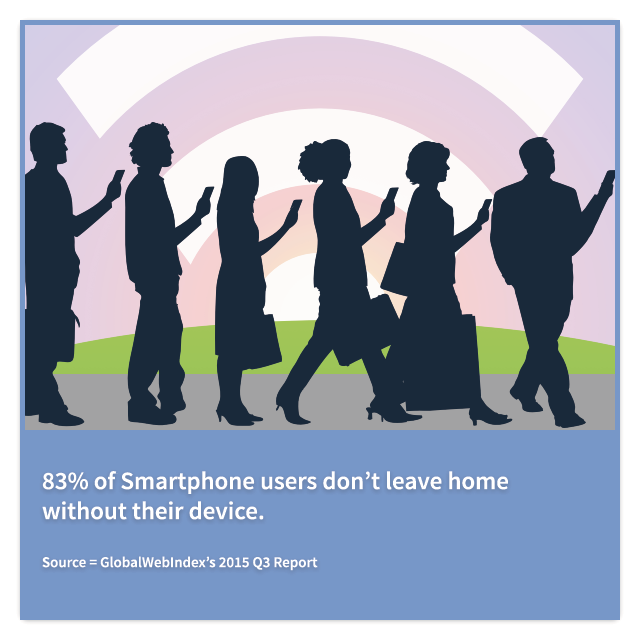 83% of Smartphone users don’t leave home
without their device.
Source = GlobalWebIndex’s 2015 Q3 Report